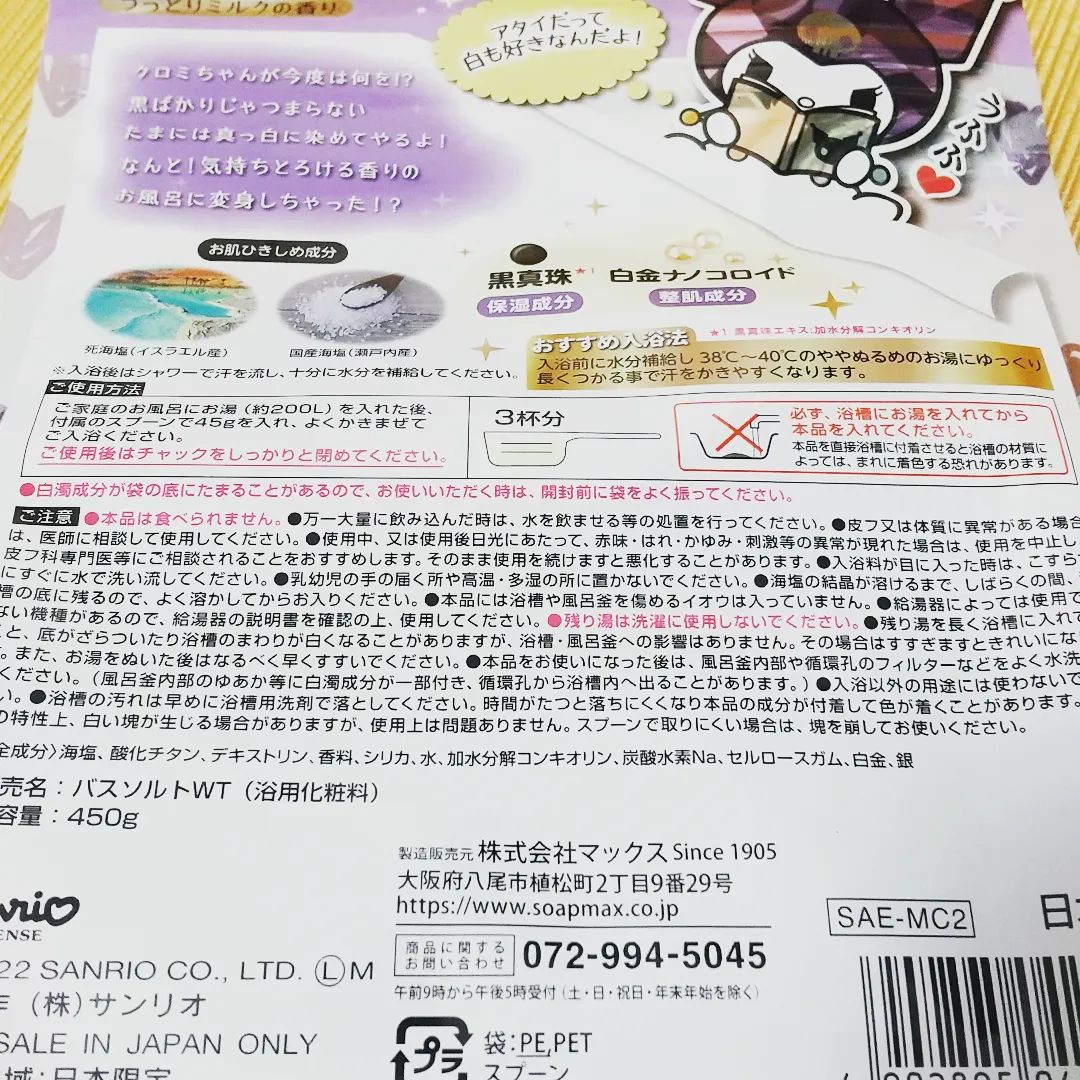 うっとりミルクの香り
アタイだって
白も好きなんだよ!
クロミちゃんが今度は何を!?
黒ばかりじゃつまらない
たまには真っ白に染めてやるよ!
なんと!気持ちとろける香りの
お風呂に変身しちゃった!?
うふふ
お肌ひきしめ成分
死海塩(イスラエル産)
国産海塩(瀬戸内産)
黒真珠★1
保湿成分
白金ナノコロイド
整肌成分
★1 黒真珠エキス:加水分解コンキオリン
おすすめ入浴法
入浴前に水分補給し38℃〜40℃のややぬるめのお湯にゆっくり
長くつかる事で汗をかきやすくなります。
※入浴後はシャワーで汗を流し、十分に水分を補給してください。
ご使用方法
ご家庭のお風呂にお湯(約200L)を入れた後、
付属のスプーンで45gを入れ、よくかきまぜて
ご入浴ください。
ご使用後はチャックをしっかりと閉めてください。
3杯分
必ず、浴槽にお湯を入れてから
本品を入れてください。
本品を直接浴槽に付着させると浴槽の材質に
よっては、まれに着色する恐れがあります。
●白濁成分が袋の底にたまることがあるので、お使いいただく時は、開封前に袋をよく振ってください。
ご注意 ●本品は食べられません。●万一大量に飲み込んだ時は、水を飲ませる等の処置を行ってください。●皮フ又は体質に異常がある場合
は、医師に相談して使用してください。●使用中、又は使用後日光にあたって、赤味・はれ・かゆみ・刺激等の異常が現れた場合は、使用を中止し
皮フ科専門医等にご相談されることをおすすめします。そのまま使用を続けますと悪化することがあります。●入浴料が目に入った時は、こすら
にすぐに水で洗い流してください。●乳幼児の手の届く所や高温・多湿の所に置かないでください。●海塩の結晶が溶けるまで、しばらくの間、
槽の底に残るので、よく溶かしてからお入りください。●本品には浴槽や風呂釜を傷めるイオウは入っていません。●給湯器によっては使用で
ない機種があるので、給湯器の説明書を確認の上、使用してください。●残り湯は洗濯に使用しないでください。●残り湯を長く浴槽に入れて
と、底がざらついたり浴槽のまわりが白くなることがありますが、浴槽・風呂釜への影響はありません。その場合はすすぎますときれいにな
。また、お湯をぬいた後はなるべく早くすすいでください。●本品をお使いになった後は、風呂釜内部や循環孔のフィルターなどをよく水洗
ください。(風呂釜内部のゆあか等に白濁成分が一部付き、循環孔から浴槽内へ出ることがあります。)●入浴以外の用途には使わないで
い。●浴槽の汚れは早めに浴槽用洗剤で落としてください。時間がたつと落ちにくくなり本品の成分が付着して色が着くことがあります。
の特性上、白い塊が生じる場合がありますが、使用上は問題ありません。スプーンで取りにくい場合は、塊を崩してお使いください。
全成分〉海塩、酸化チタン、デキストリン、香料、シリカ、水、加水分解コンキオリン、炭酸水素Na、セルロースガム、白金、銀
売名:バスソルトWT(浴用化粧料)
容量:450g
製造販売元 株式会社マックス Since 1905
大阪府八尾市植松町2丁目9番29号
https://www.soapmax.co.jp
商品に関する
お問い合わせ
072-994-5045
午前9時から午後5時受付(土・日・祝日・年末年始を除く)
SAE-MC2
日
rio
ENSE
22 SANRIO CO., LTD. Ⓛ M
作 (株)サンリオ
SALE IN JAPAN ONLY
域:日本限定
プラ
袋:PE,PET
スプーン